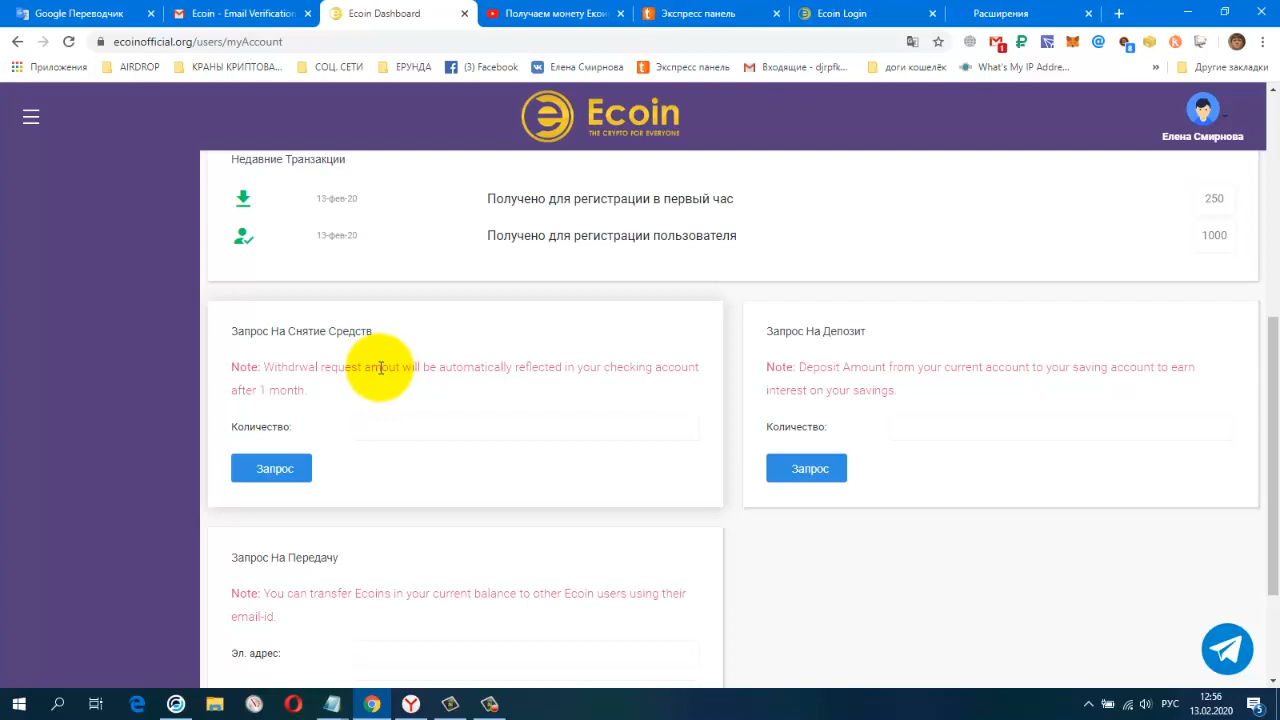 Google Переводчик
Ecoin - Email Verification
Ecoin Dashboard
Получаем монету Екои
Экспресс панель
Ecoin Login
Расширения
ecoinofficial.org/users/myAccount
Приложения
AIRDROP
КРАНЫ КРИПТОВА...
СОЦ. СЕТИ
ЕРУНДА
(3) Facebook
Елена Смирнова
Экспресс панель
Входящие - djrpfk...
доги кошелёк
What's My IP Addre...
»
Другие закладки
Ecoin
THE CRYPTO FOR EVERYONE
Елена Смирнова
Недавние Транзакции
13-фев-20 Получено для регистрации в первый час 250
13-фев-20 Получено для регистрации пользователя 1000
Запрос На Снятие Средств
Note: Withdrwal request amout will be automatically reflected in your checking account
after 1 month.
Количество:
Запрос
Запрос На Депозит
Note: Deposit Amount from your current account to your saving account to earn
interest on your savings.
Количество:
Запрос
Запрос На Передачу
Note: You can transfer Ecoins in your current balance to other Ecoin users using their
email-id.
Эл. адрес:
РУС
12:56
13.02.2020